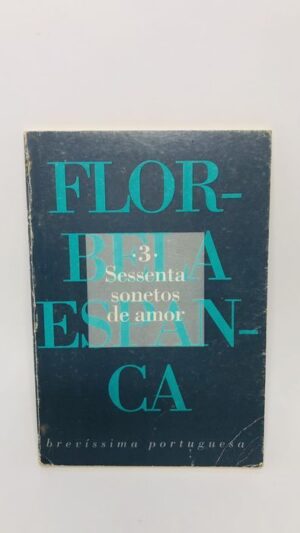 FLOR-
BELA
ESPAN-
CA
·3·
Sessenta
sonetos
de amor
brevíssima portuguesa